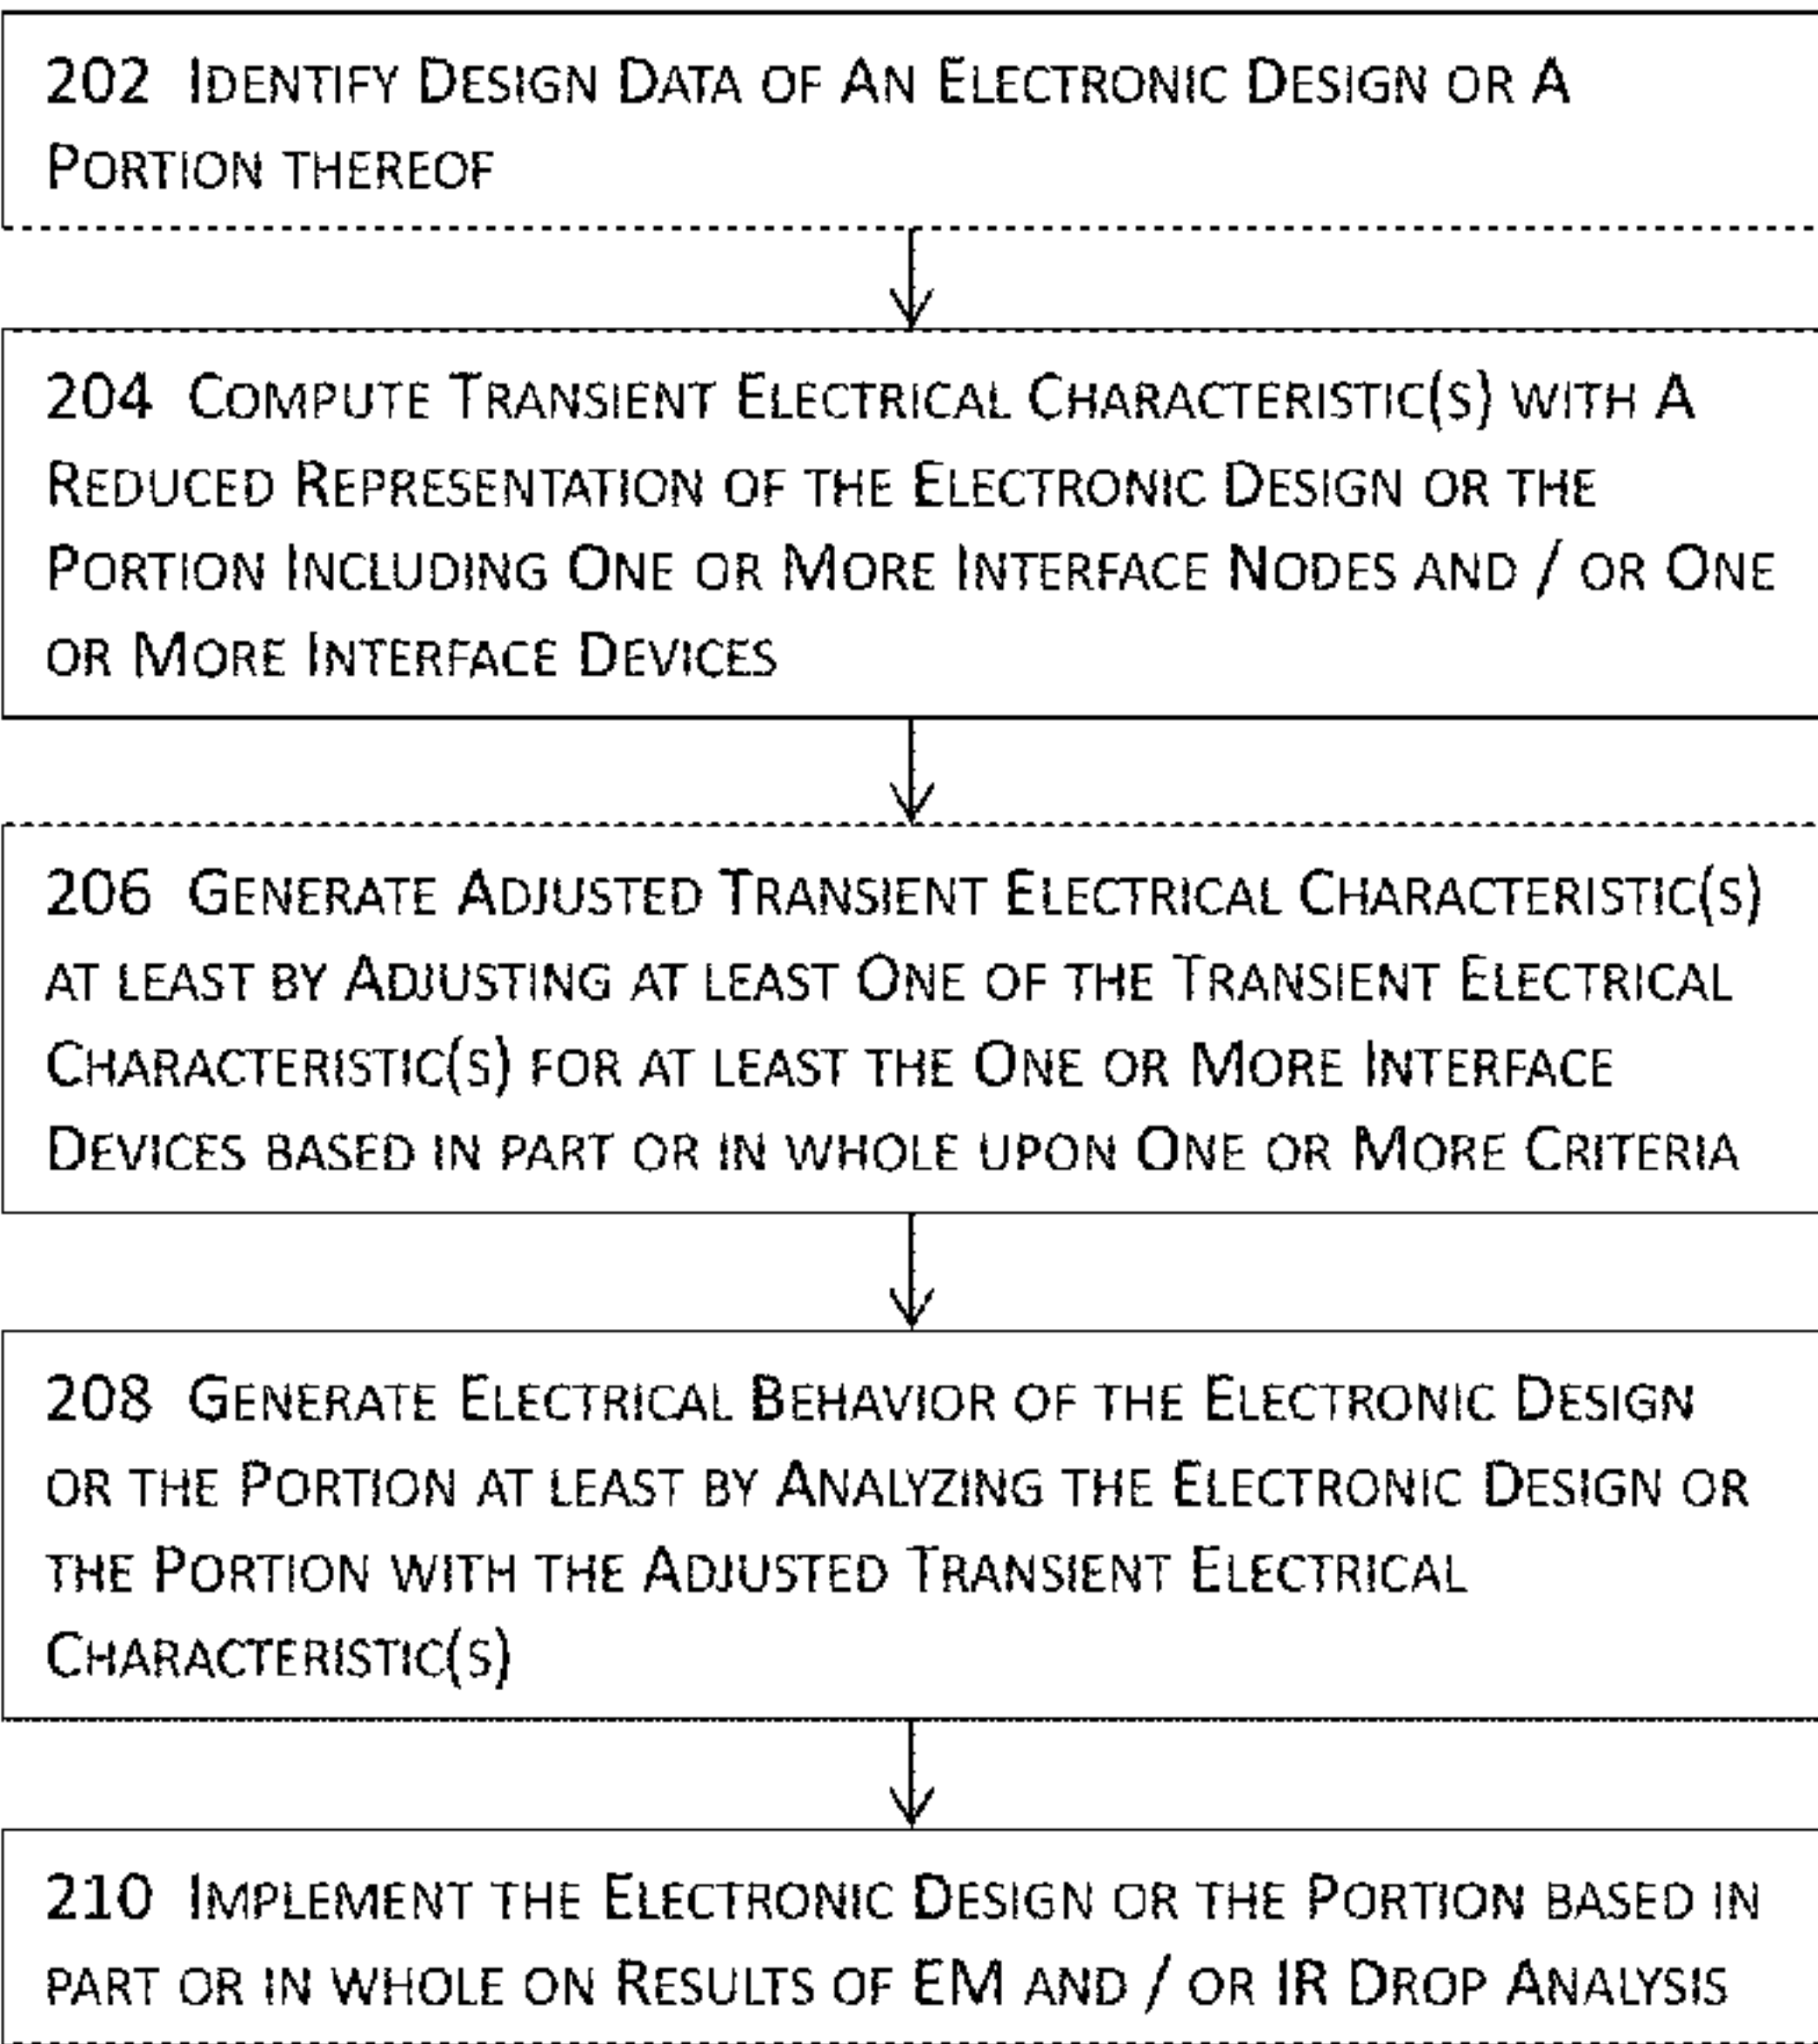 202 Identify Design Data of An Electronic Design or A
Portion thereof
204 Compute Transient Electrical Characteristic(s) with A
Reduced Representation of the Electronic Design or the
Portion Including One or More Interface Nodes and / or One
or More Interface Devices
206 Generate Adjusted Transient Electrical Characteristic(s)
at least by Adjusting at least One of the Transient Electrical
Characteristic(s) for at least the One or More Interface
Devices based in part or in whole upon One or More Criteria
208 Generate Electrical Behavior of the Electronic Design
or the Portion at least by Analyzing the Electronic Design or
the Portion with the Adjusted Transient Electrical
Characteristic(s)
210 Implement the Electronic Design or the Portion based in
part or in whole on Results of EM and / or IR Drop Analysis